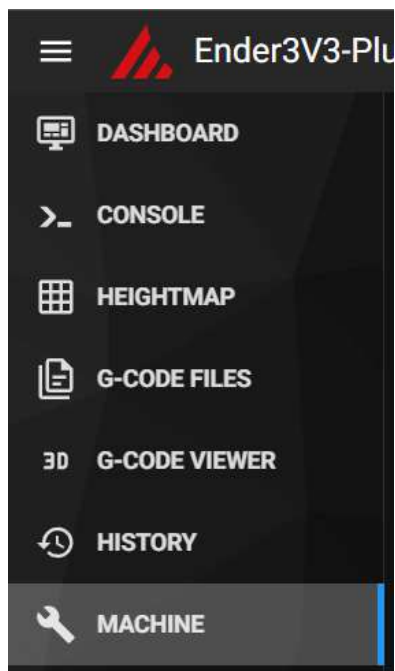 Ender3V3-Plu
DASHBOARD
CONSOLE
HEIGHTMAP
G-CODE FILES
3D G-CODE VIEWER
HISTORY
MACHINE